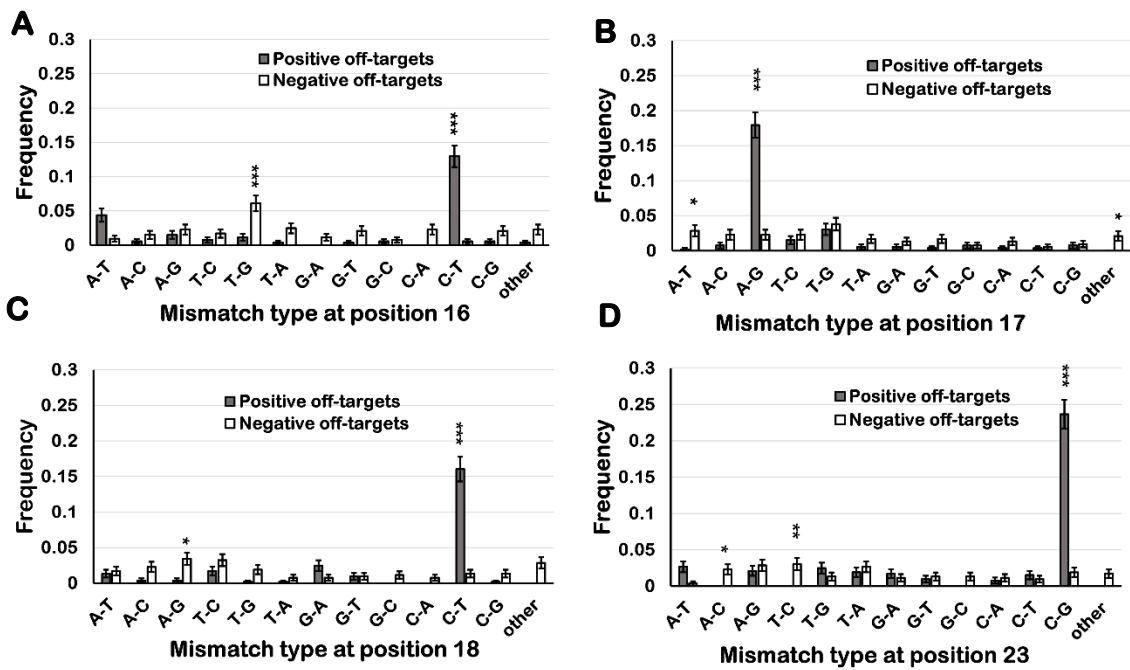 A
0.3
0.25
0.2
0.15
0.1
0.05
0
Frequency
Positive off-targets
Negative off-targets
***
***
A-T A-C A-G T-C T-G T-A G-A G-T G-C C-A C-T C-G other
Mismatch type at position 16
B
0.3
0.25
0.2
0.15
0.1
0.05
0
Frequency
Positive off-targets
Negative off-targets
*
***
*
A-T A-C A-G T-C T-G T-A G-A G-T G-C C-A C-T C-G other
Mismatch type at position 17
C
0.3
0.25
0.2
0.15
0.1
0.05
0
Frequency
Positive off-targets
Negative off-targets
*
***
A-T A-C A-G T-C T-G T-A G-A G-T G-C C-A C-T C-G other
Mismatch type at position 18
D
0.3
0.25
0.2
0.15
0.1
0.05
0
Frequency
Positive off-targets
Negative off-targets
*
**
***
A-T A-C A-G T-C T-G T-A G-A G-T G-C C-A C-T C-G other
Mismatch type at position 23